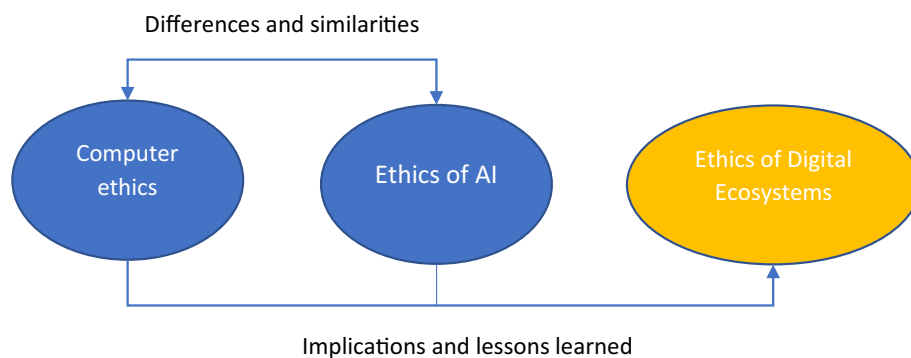 Differences and similarities
Computer
ethics
Ethics of AI
Ethics of Digital
Ecosystems
Implications and lessons learned